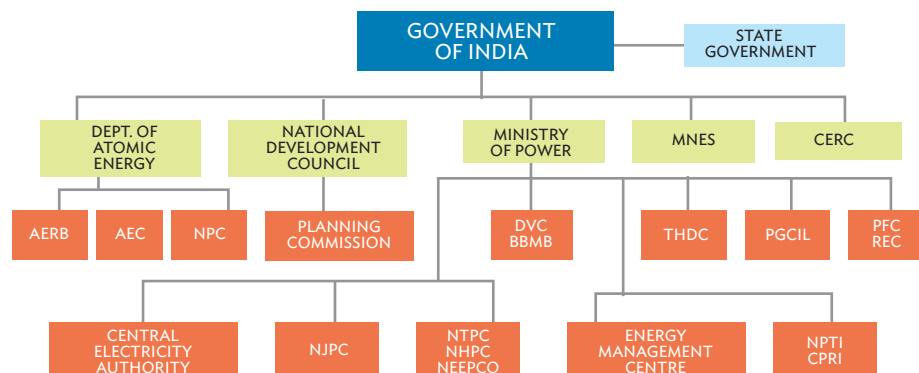 GOVERNMENT
OF INDIA
STATE
GOVERNMENT
DEPT. OF
ATOMIC
ENERGY
NATIONAL
DEVELOPMENT
COUNCIL
MINISTRY
OF POWER
MNES
CERC
AERB
AEC
NPC
PLANNING
COMMISSION
DVC
BBMB
THDC
PGCIL
PFC
REC
CENTRAL
ELECTRICITY
AUTHORITY
NJPC
NTPC
NHPC
NEEPCO
ENERGY
MANAGEMENT
CENTRE
NPTI
CPRI